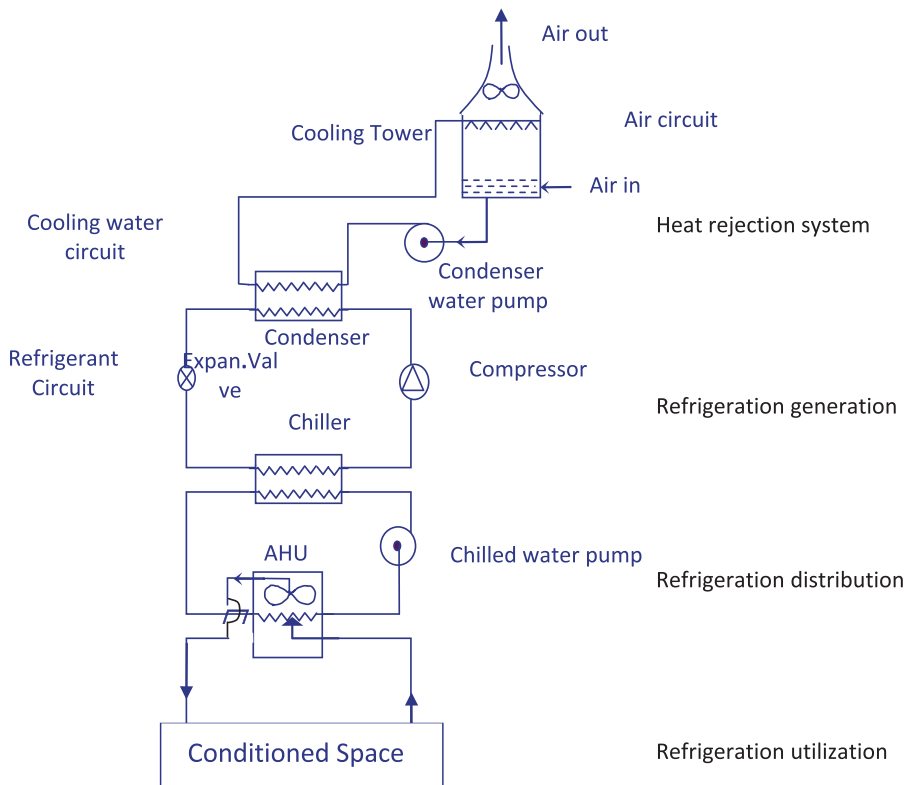 Air out
Air circuit
Cooling Tower
Air in
Cooling water
circuit
Heat rejection system
Condenser
water pump
Condenser
Refrigerant
Circuit
Expan.Val
ve
Compressor
Refrigeration generation
Chiller
AHU
Chilled water pump
Refrigeration distribution
Conditioned Space
Refrigeration utilization